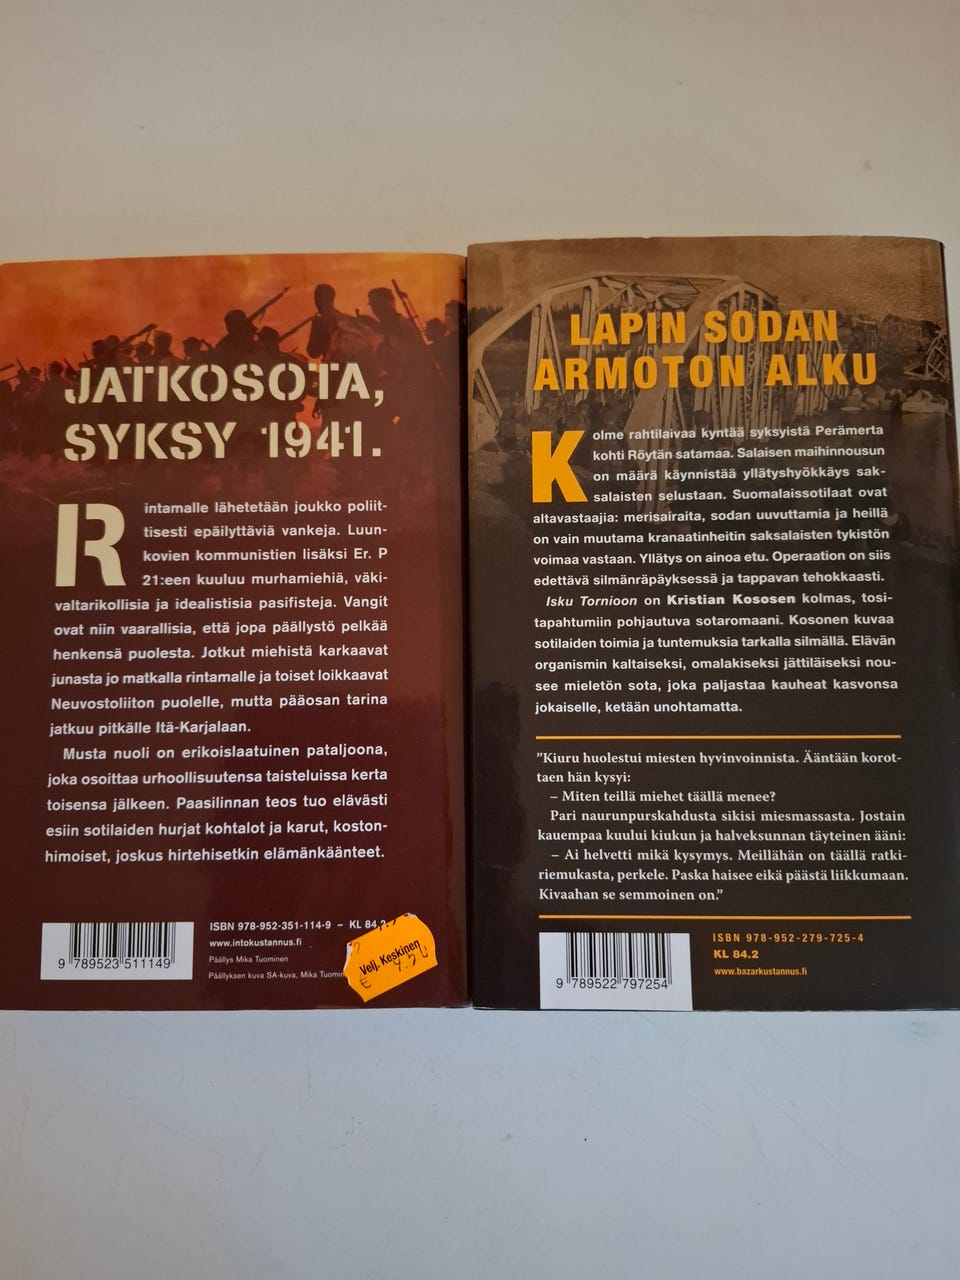 JATKOSOTA,
SYKSY 1941.
Rintamalle lähetetään joukko poliit-
tisesti epäilyttäviä vankeja. Luun-
kovien kommunistien lisäksi Er. P
21:een kuuluu murhamiehiä, väki-
valtarikollisia ja idealistisia pasifisteja. Vangit
ovat niin vaarallisia, että jopa päällystö pelkää
henkensä puolesta. Jotkut miehistä karkaavat
junasta jo matkalla rintamalle ja toiset loikkaavat
Neuvostoliiton puolelle, mutta pääosan tarina
jatkuu pitkälle Itä-Karjalaan.
Musta nuoli on erikoislaatuinen pataljoona,
joka osoittaa urhoollisuutensa taisteluissa kerta
toisensa jälkeen. Paasilinnan teos tuo elävästi
esiin sotilaiden hurjat kohtalot ja karut, koston-
himoiset, joskus hirtehisetkin elämänkäänteet.
ISBN 978-952-351-114-9 – KL 84.2
www.intokustannus.fi
Päällys Mika Tuominen
Päällyksen kuva SA-kuva, Mika Tuomin
9 789523 511149
Velj. Keskinen
€ 4.50
LAPIN SODAN
ARMOTON ALKU
Kolme rahtilaivaa kyntää syksyistä Perämerta
kohti Röytän satamaa. Salaisen maihinnousun
on määrä käynnistää yllätyshyökkäys sak-
salaisten selustaan. Suomalaissotilaat ovat
altavastaajia: merisairaita, sodan uuvuttamia ja heillä
on vain muutama kranaatinheitin saksalaisten tykistön
voimaa vastaan. Yllätys on ainoa etu. Operaation on siis
edettävä silmänräpäyksessä ja tappavan tehokkaasti.
Isku Tornioon on Kristian Kososen kolmas, tosi-
tapahtumiin pohjautuva sotaromaani. Kosonen kuvaa
sotilaiden toimia ja tuntemuksia tarkalla silmällä. Elävän
organismin kaltaiseksi, omalakiseksi jättiläiseksi nou-
see mieletön sota, joka paljastaa kauheat kasvonsa
jokaiselle, ketään unohtamatta.
”Kiuru huolestui miesten hyvinvoinnista. Ääntään korot-
taen hän kysyi:
– Miten teillä miehet täällä menee?
Pari naurunpurskahdusta sikisi miesmassasta. Jostain
kauempaa kuului kiukun ja halveksunnan täyteinen ääni:
– Ai helvetti mikä kysymys. Meillähän on täällä ratki-
riemukasta, perkele. Paska haisee eikä päästä liikkumaan.
Kivaahan se semmoinen on.”
ISBN 978-952-279-725-4
KL 84.2
www.bazarkustannus.fi
9 789522 797254